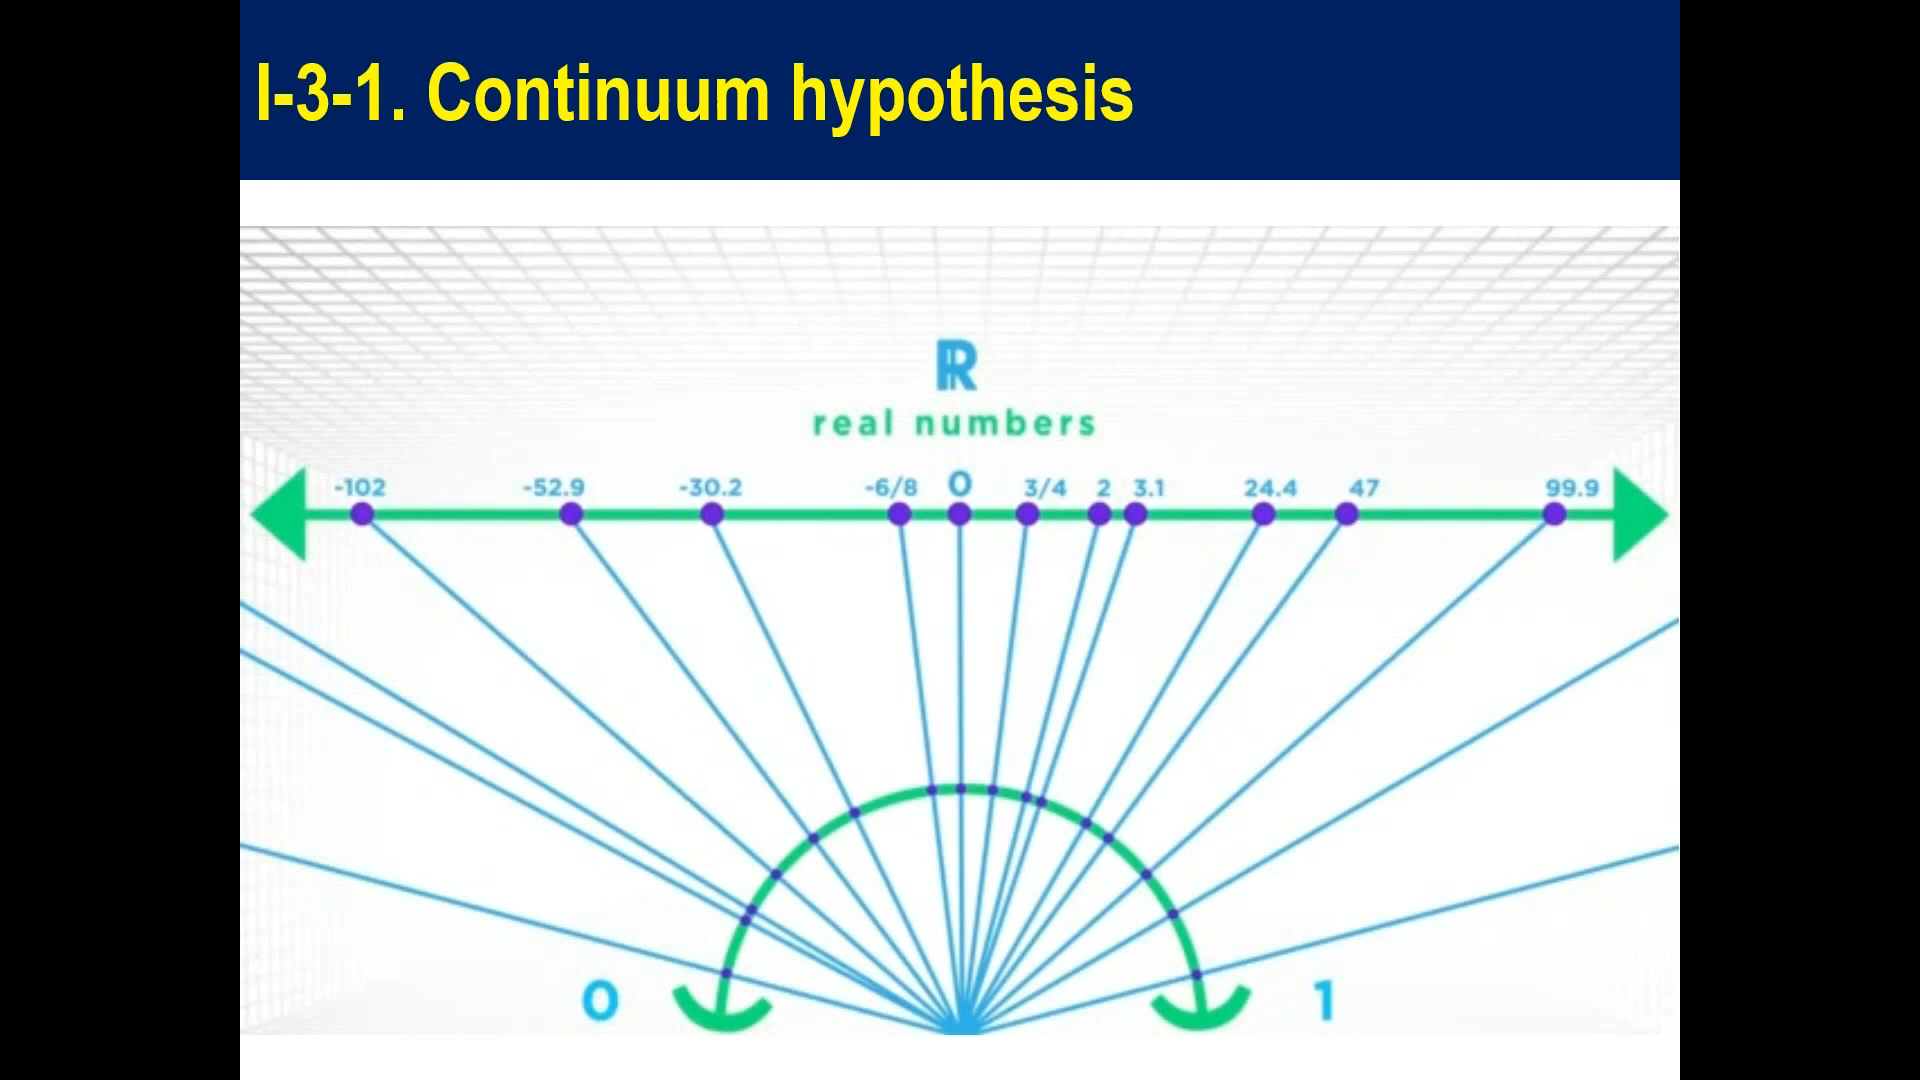 I-3-1. Continuum hypothesis
ℝ
real numbers
-102 -52.9 -30.2 -6/8 0 3/4 2 3.1 24.4 47 99.9
0 1